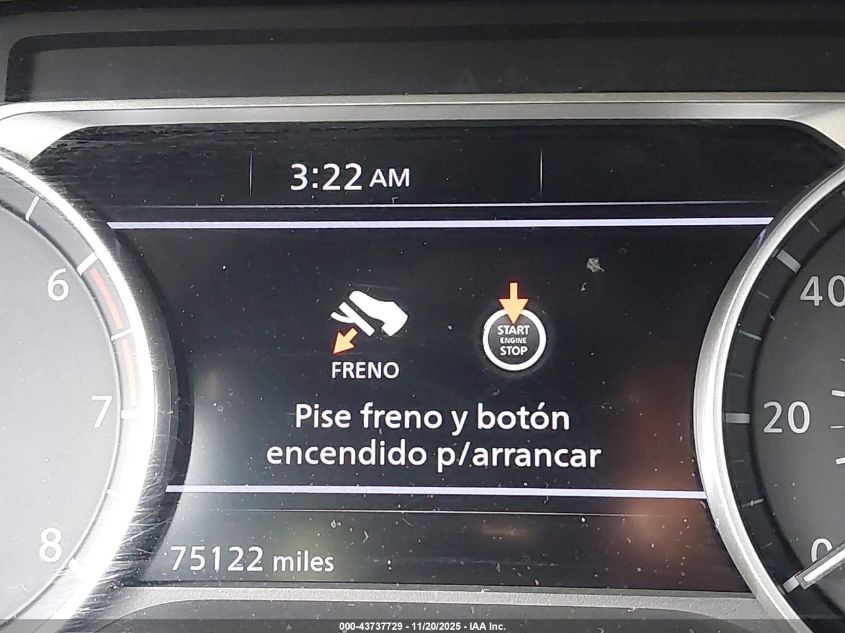 3:22 AM
6
7
8
START
ENGINE
STOP
FRENO
Pise freno y botón
encendido p/arrancar
75122 miles
40
20
0
000-43737729 - 11/20/2025 - IAA Inc.